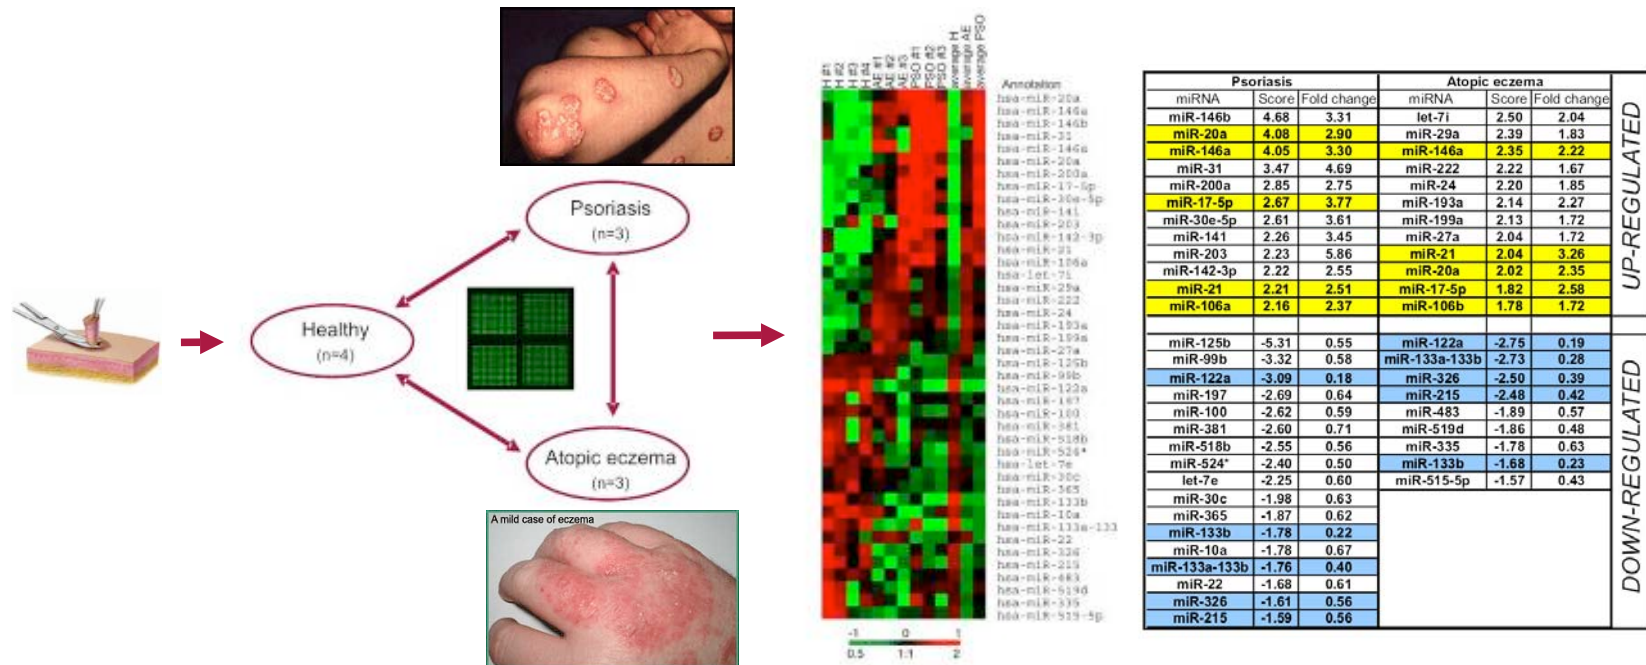 Psoriasis
(n=3)
Healthy
(n=4)
Atopic eczema
(n=3)
A mild case of eczema
H #1
H #2
H #3
H #4
AE #1
AE #2
AE #3
PSO #1
PSO #2
PSO #3
average H
average AE
average PSO
Annotation
hsa-miR-20a
hsa-miR-146a
hsa-miR-146b
hsa-miR-31
hsa-miR-146a
hsa-miR-20a
hsa-miR-200a
hsa-miR-17-5p
hsa-miR-30e-5p
hsa-miR-141
hsa-miR-203
hsa-miR-142-3p
hsa-miR-21
hsa-miR-106a
hsa-let-7i
hsa-miR-29a
hsa-miR-222
hsa-miR-24
hsa-miR-193a
hsa-miR-199a
hsa-miR-27a
hsa-miR-125b
hsa-miR-99b
hsa-miR-122a
hsa-miR-197
hsa-miR-100
hsa-miR-381
hsa-miR-518b
hsa-miR-524*
hsa-let-7e
hsa-miR-30c
hsa-miR-365
hsa-miR-133b
hsa-miR-10a
hsa-miR-133a-133
hsa-miR-22
hsa-miR-326
hsa-miR-215
hsa-miR-483
hsa-miR-519d
hsa-miR-335
hsa-miR-515-5p
-1 0 1
0.5 1:1 2
Psoriasis Atopic eczema
miRNA Score Fold change miRNA Score Fold change
miR-146b 4.68 3.31 let-7i 2.50 2.04
miR-20a 4.08 2.90 miR-29a 2.39 1.83
miR-146a 4.05 3.30 miR-146a 2.35 2.22
miR-31 3.47 4.69 miR-222 2.22 1.67
miR-200a 2.85 2.75 miR-24 2.20 1.85
miR-17-5p 2.67 3.77 miR-193a 2.14 2.27
miR-30e-5p 2.61 3.61 miR-199a 2.13 1.72
miR-141 2.26 3.45 miR-27a 2.04 1.72
miR-203 2.23 5.86 miR-21 2.04 3.26
miR-142-3p 2.22 2.55 miR-20a 2.02 2.35
miR-21 2.21 2.51 miR-17-5p 1.82 2.58
miR-106a 2.16 2.37 miR-106b 1.78 1.72
UP-REGULATED
miR-125b -5.31 0.55 miR-122a -2.75 0.19
miR-99b -3.32 0.58 miR-133a-133b -2.73 0.28
miR-122a -3.09 0.18 miR-326 -2.50 0.39
miR-197 -2.69 0.64 miR-215 -2.48 0.42
miR-100 -2.62 0.59 miR-483 -1.89 0.57
miR-381 -2.60 0.71 miR-519d -1.86 0.48
miR-518b -2.55 0.56 miR-335 -1.78 0.63
miR-524* -2.40 0.50 miR-133b -1.68 0.23
let-7e -2.25 0.60 miR-515-5p -1.57 0.43
miR-30c -1.98 0.63
miR-365 -1.87 0.62
miR-133b -1.78 0.22
miR-10a -1.78 0.67
miR-133a-133b -1.76 0.40
miR-22 -1.68 0.61
miR-326 -1.61 0.56
miR-215 -1.59 0.56
DOWN-REGULATED